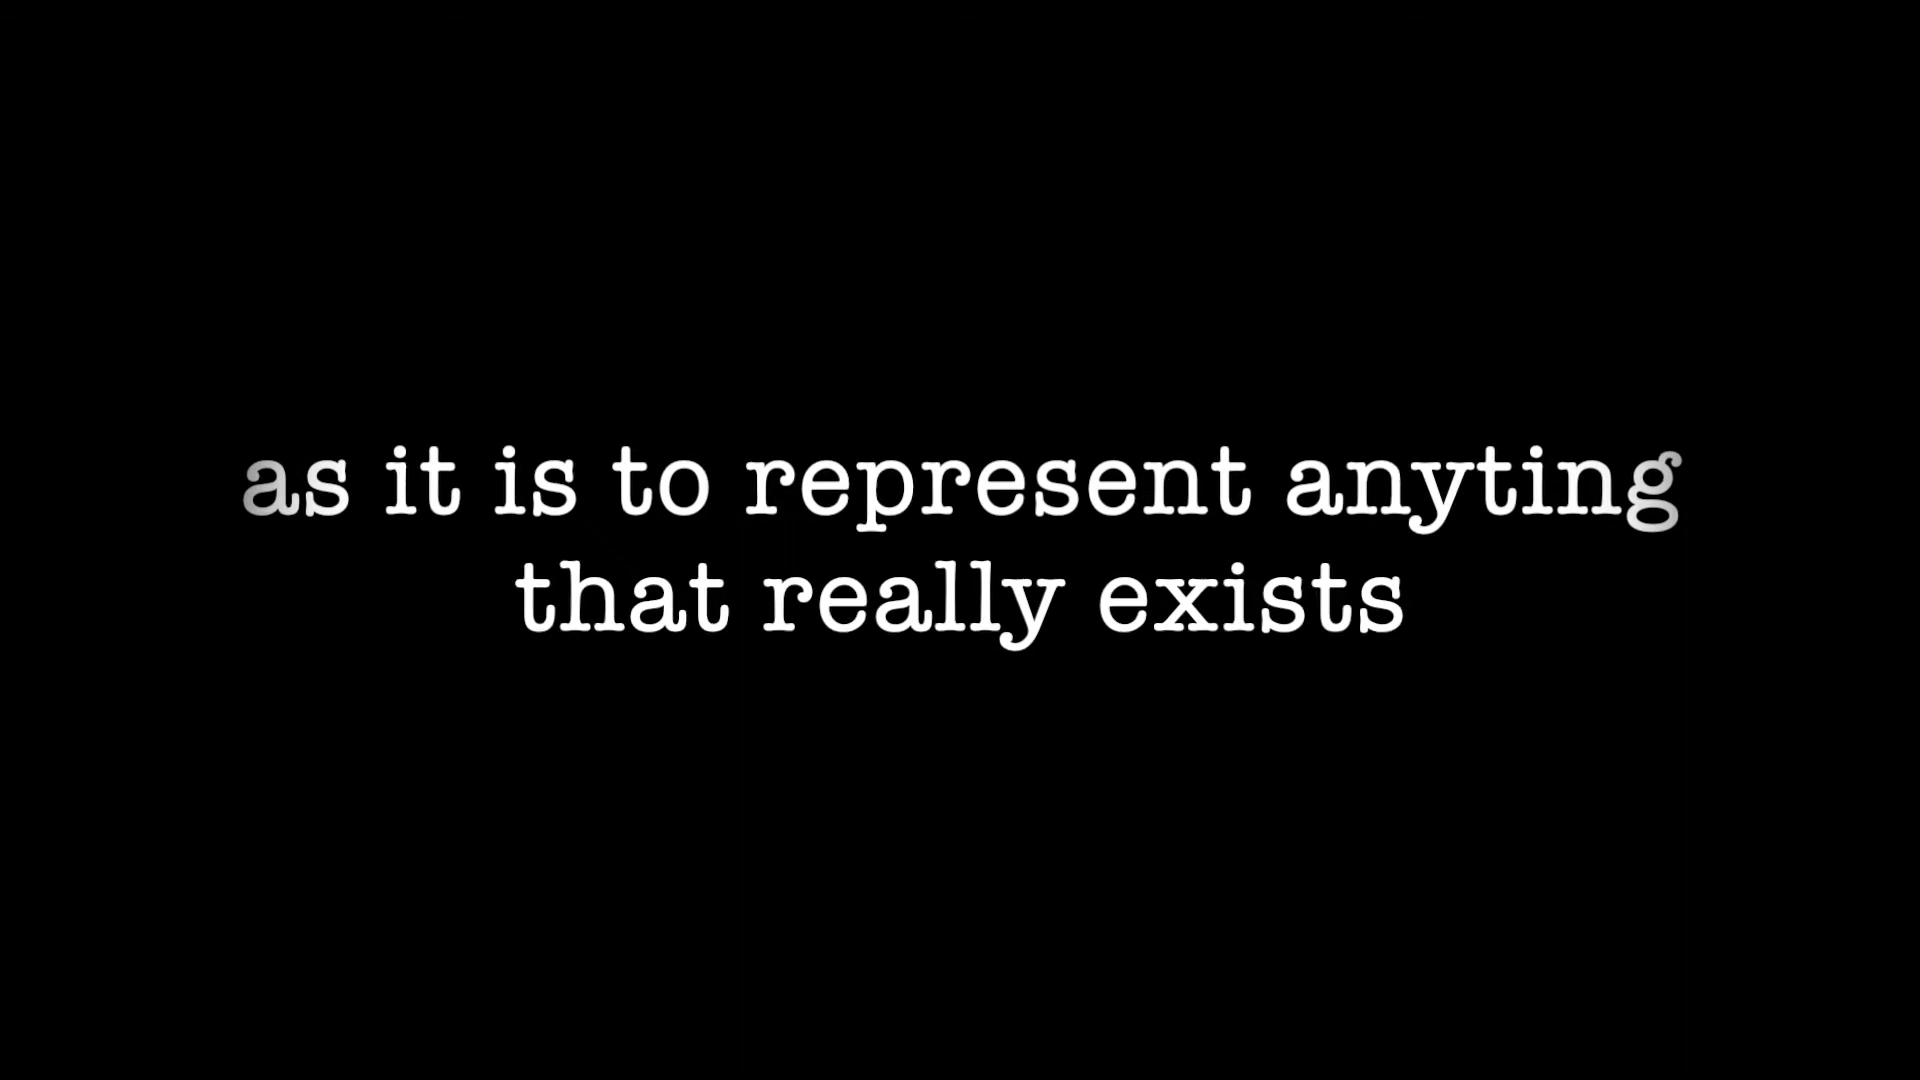 as it is to represent anyting
that really exists